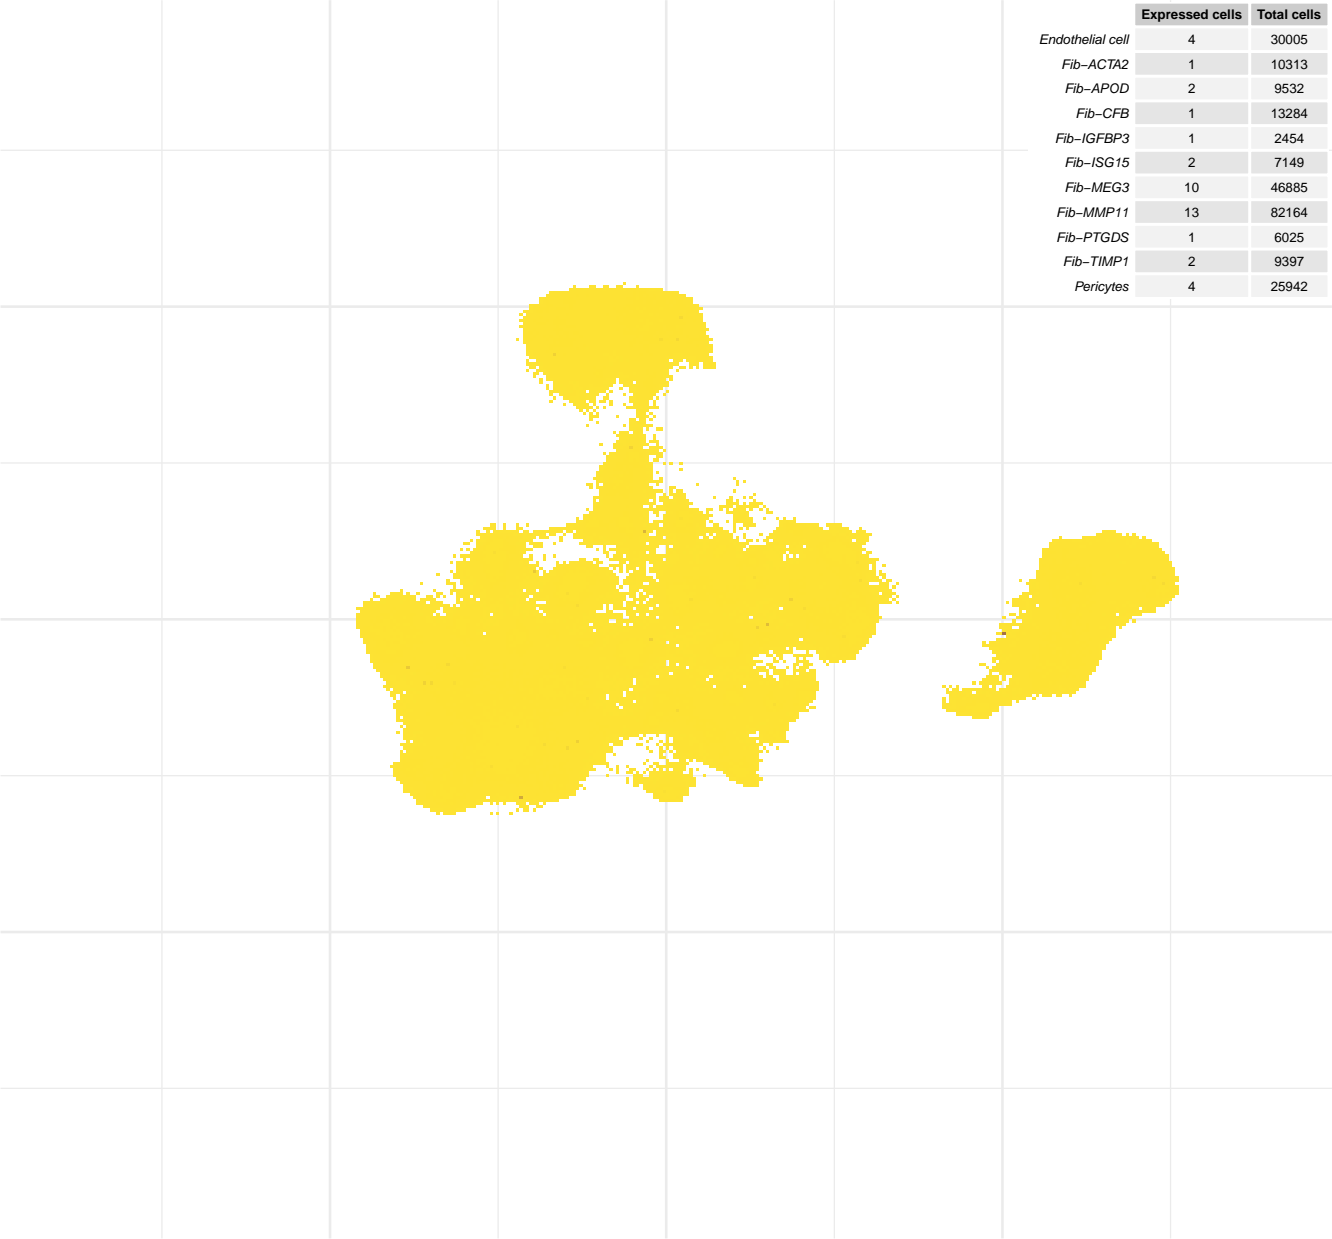 Expressed cells Total cells
Endothelial cell 4 30005
Fib−ACTA2 1 10313
Fib−APOD 2 9532
Fib−CFB 1 13284
Fib−IGFBP3 1 2454
Fib−ISG15 2 7149
Fib−MEG3 10 46885
Fib−MMP11 13 82164
Fib−PTGDS 1 6025
Fib−TIMP1 2 9397
Pericytes 4 25942